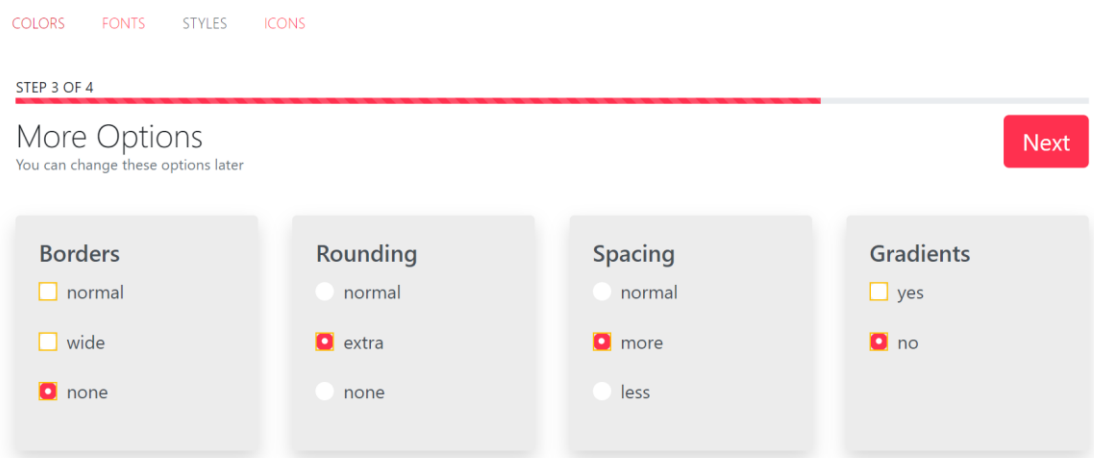 COLORS FONTS STYLES ICONS
STEP 3 OF 4
More Options
You can change these options later
Next
Borders
normal
wide
none
Rounding
normal
extra
none
Spacing
normal
more
less
Gradients
yes
no